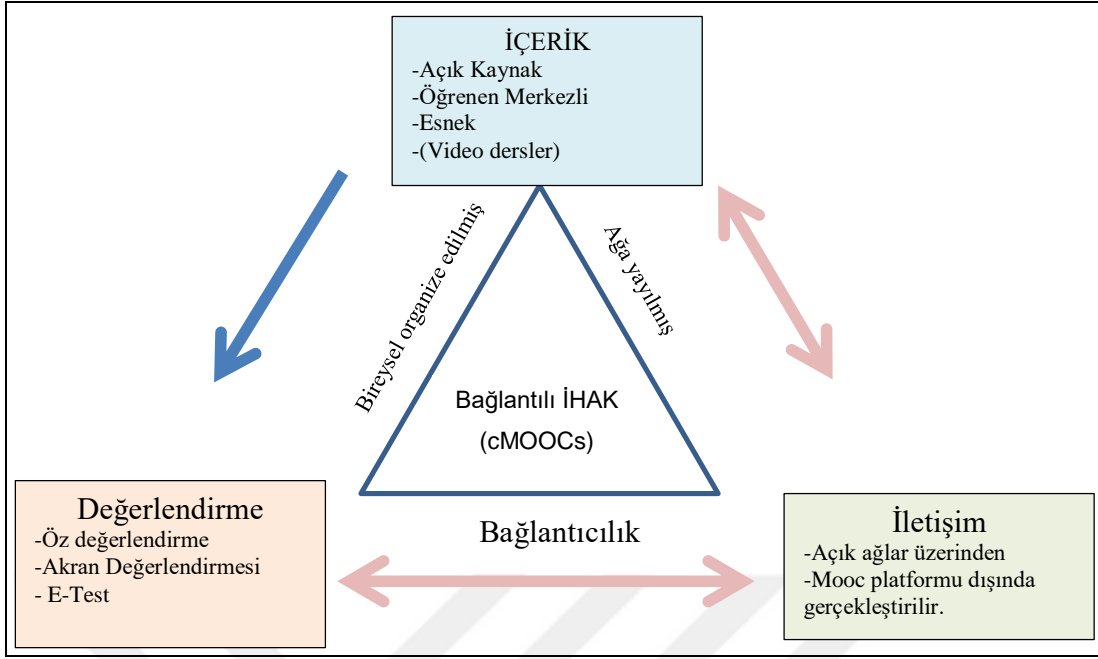 İÇERİK
-Açık Kaynak
-Öğrenen Merkezli
-Esnek
-(Video dersler)
Bireysel organize edilmiş
Ağa yayılmış
Bağlantılı İHAK
(cMOOCs)
Değerlendirme
-Öz değerlendirme
-Akran Değerlendirmesi
- E-Test
Bağlantıcılık
İletişim
-Açık ağlar üzerinden
-Mooc platformu dışında
gerçekleştirilir.